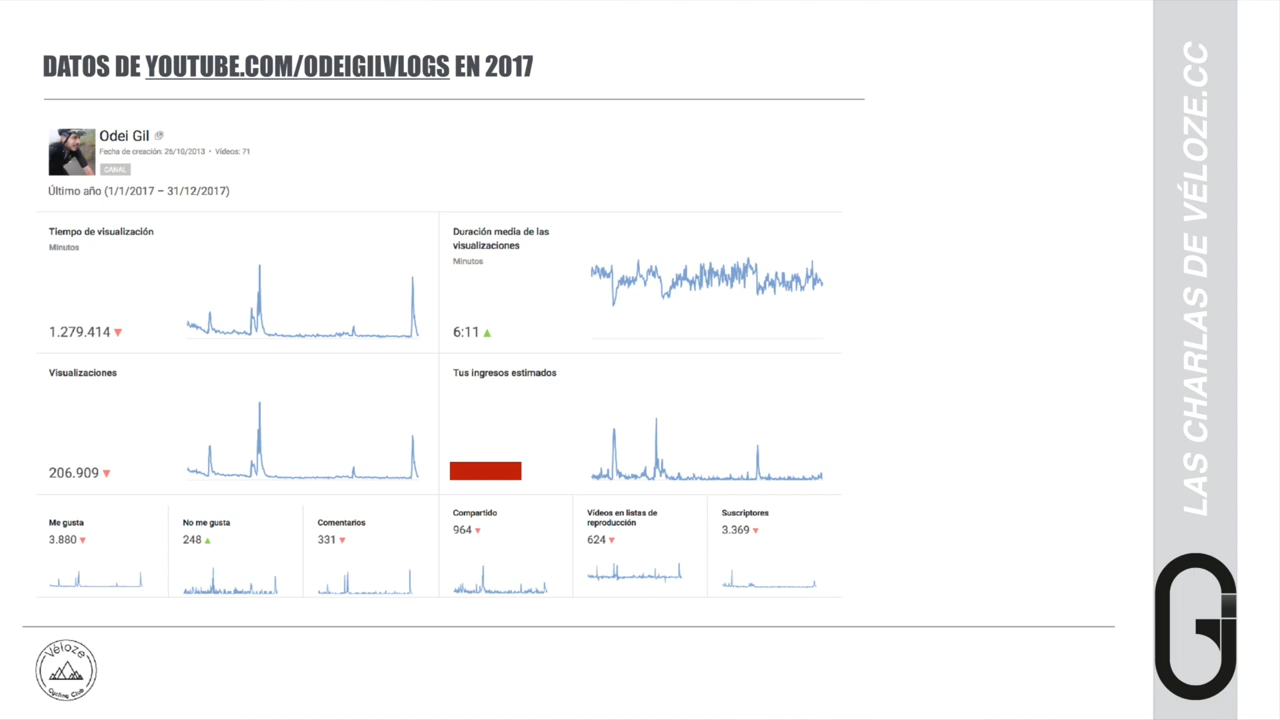 DATOS DE YOUTUBE.COM/ODEIGILVLOGS EN 2017
Odei Gil
Fecha de creación: 26/10/2013 • Vídeos: 71
CANAL
Último año (1/1/2017 – 31/12/2017)
Tiempo de visualización
Minutos
1.279.414
Duración media de las
visualizaciones
Minutos
6:11
Visualizaciones
206.909
Tus ingresos estimados
Me gusta
3.880
No me gusta
248
Comentarios
331
Compartido
964
Vídeos en listas de
reproducción
624
Suscriptores
3.369
Véloze
Cycling Club
LAS CHARLAS DE VÉLOZE.CC
G